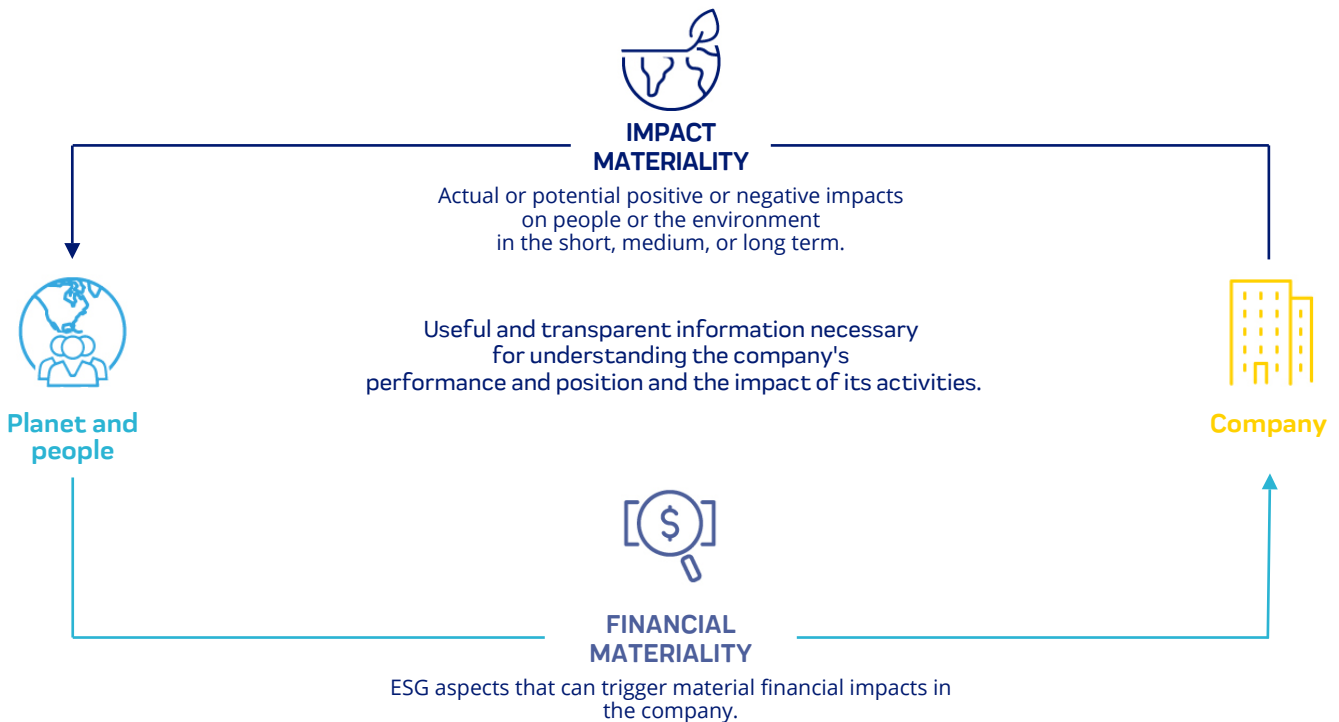 IMPACT
MATERIALITY
Actual or potential positive or negative impacts
on people or the environment
in the short, medium, or long term.
Useful and transparent information necessary
for understanding the company's
performance and position and the impact of its activities.
Planet and
people
Company
$
FINANCIAL
MATERIALITY
ESG aspects that can trigger material financial impacts in
the company.